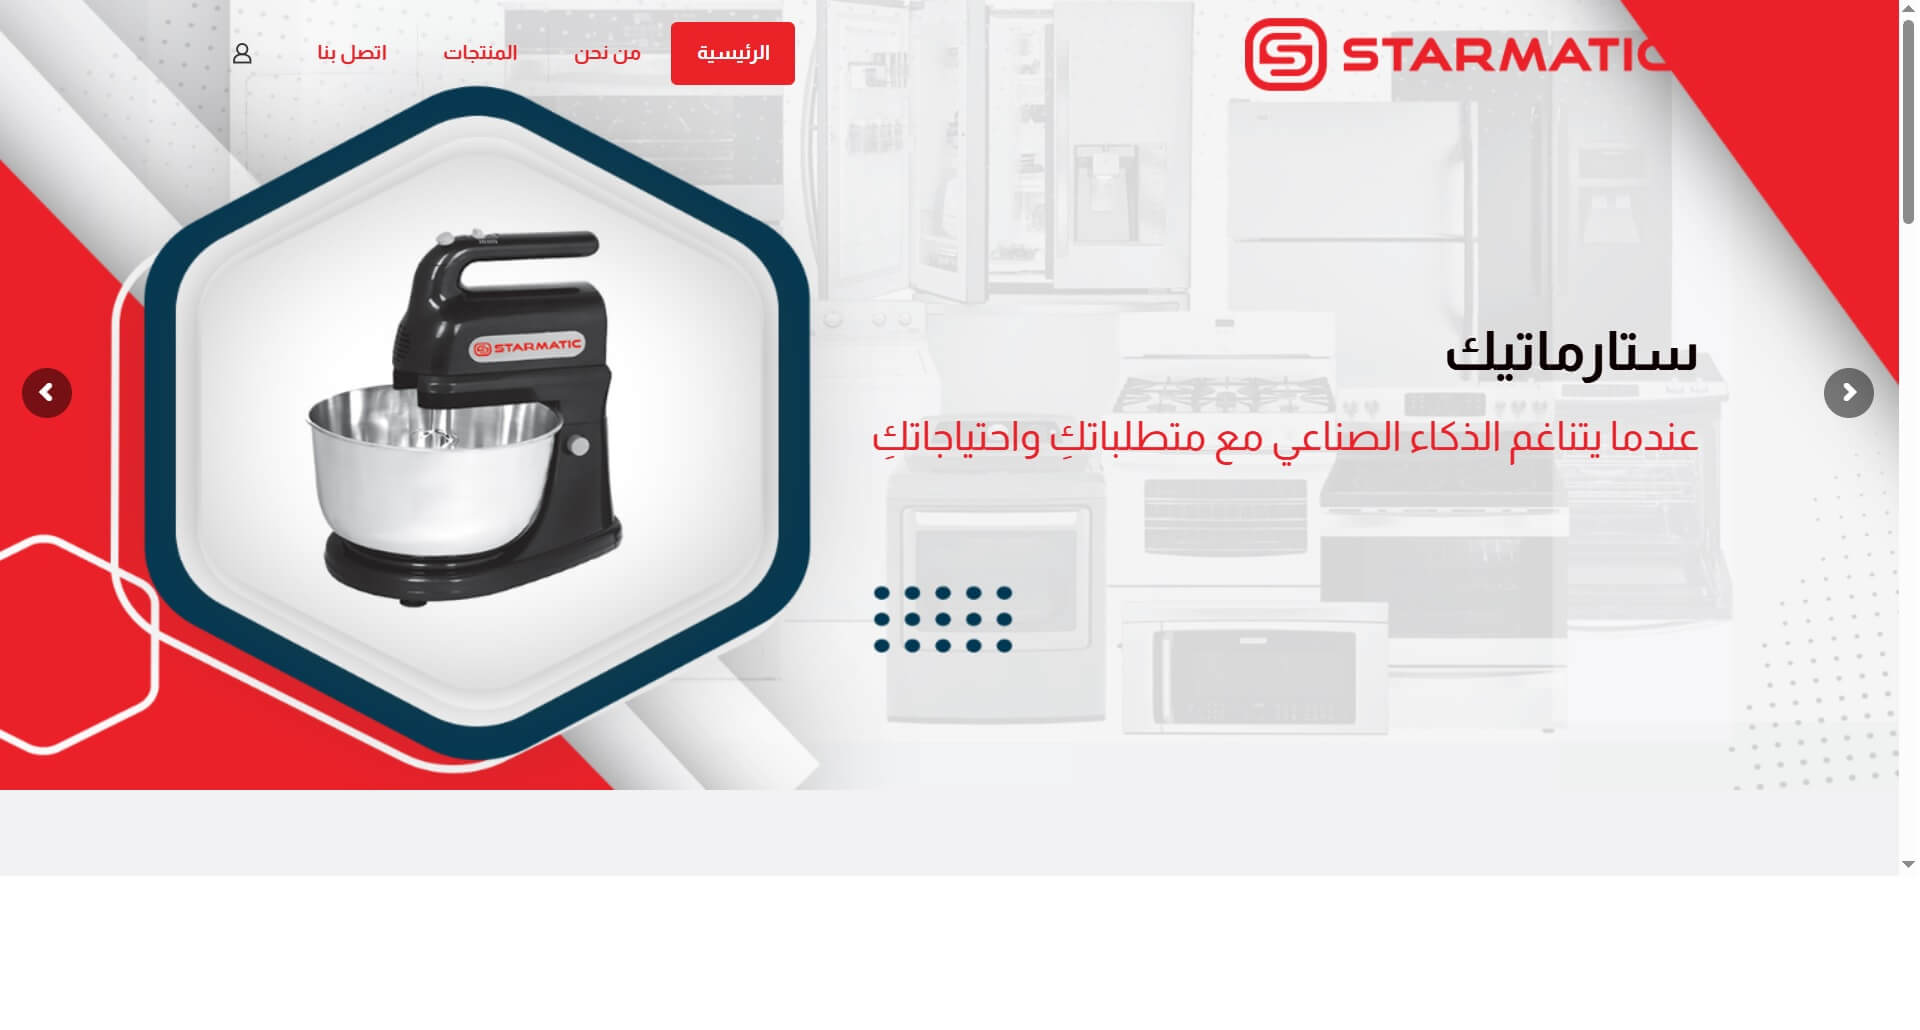 STARMATIC
الرئيسية
من نحن
المنتجات
اتصل بنا
STARMATIC
ستارماتيك
عندما يتناغم الذكاء الصناعي مع متطلباتكِ واحتياجاتكِ